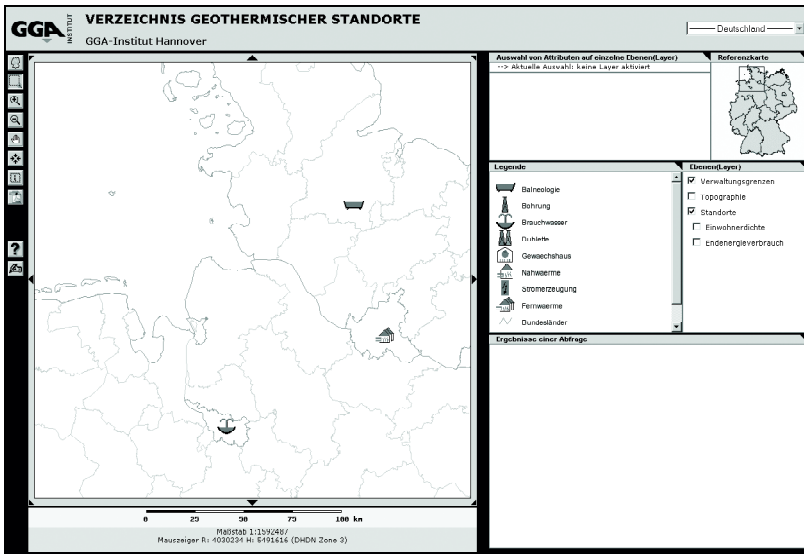 GGA
INSTITUT
VERZEICHNIS GEOTHERMISCHER STANDORTE
GGA-Institut Hannover
Deutschland
Auswahl von Attributen auf einzelne Ebenen(Layer)
--> Aktuelle Auswahl: keine Layer aktiviert
Referenzkarte
Legende
Balneologie
Bohrung
Brauchwasser
Dublette
Gewaechshaus
Nahwaerme
Stromerzeugung
Fernwaerme
Bundesländer
Ebenen(Layer)
Verwaltungsgrenzen
Topographie
Standorte
Einwohnerdichte
Endenergieverbrauch
Ergebnisse einer Abfrage
?
0 25 50 75 100 km
Maßstab 1:1592487
Mauszeiger R: 4030234 H: 5491616 (DHDN Zone 3)